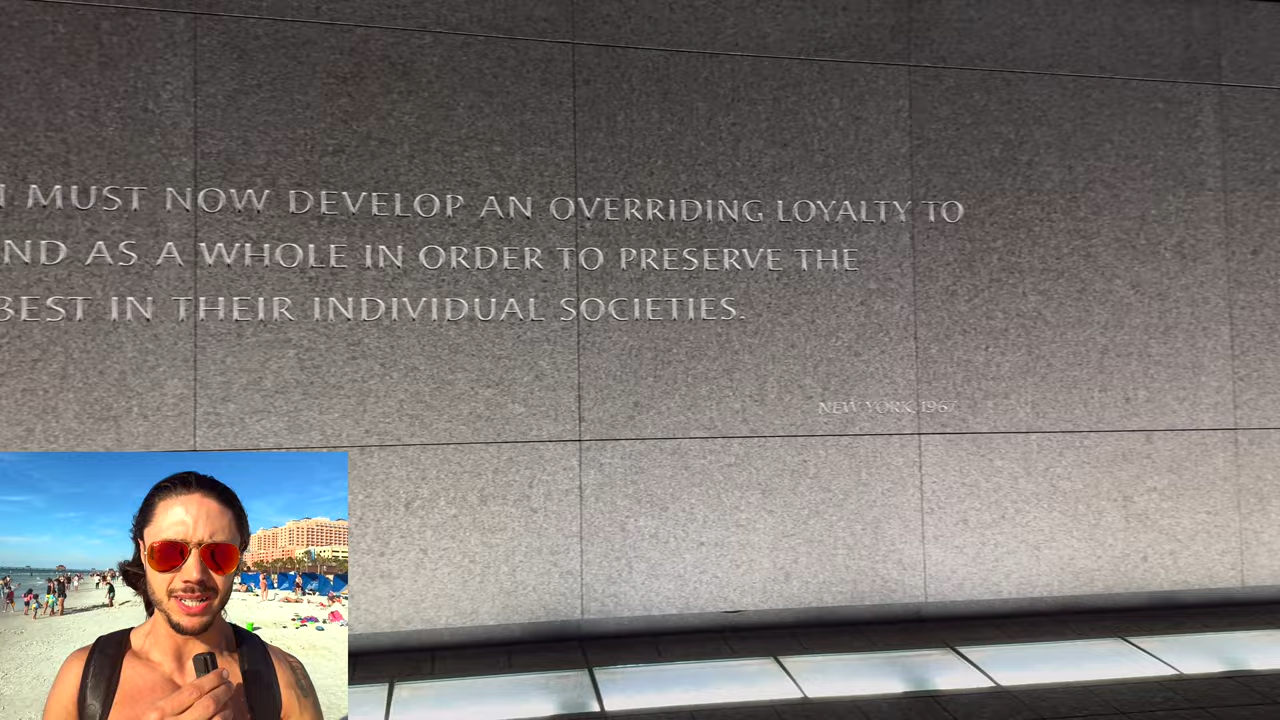 MUST NOW DEVELOP AN OVERRIDING LOYALTY TO
AS A WHOLE IN ORDER TO PRESERVE THE
BEST IN THEIR INDIVIDUAL SOCIETIES.
NEW YORK, 1967